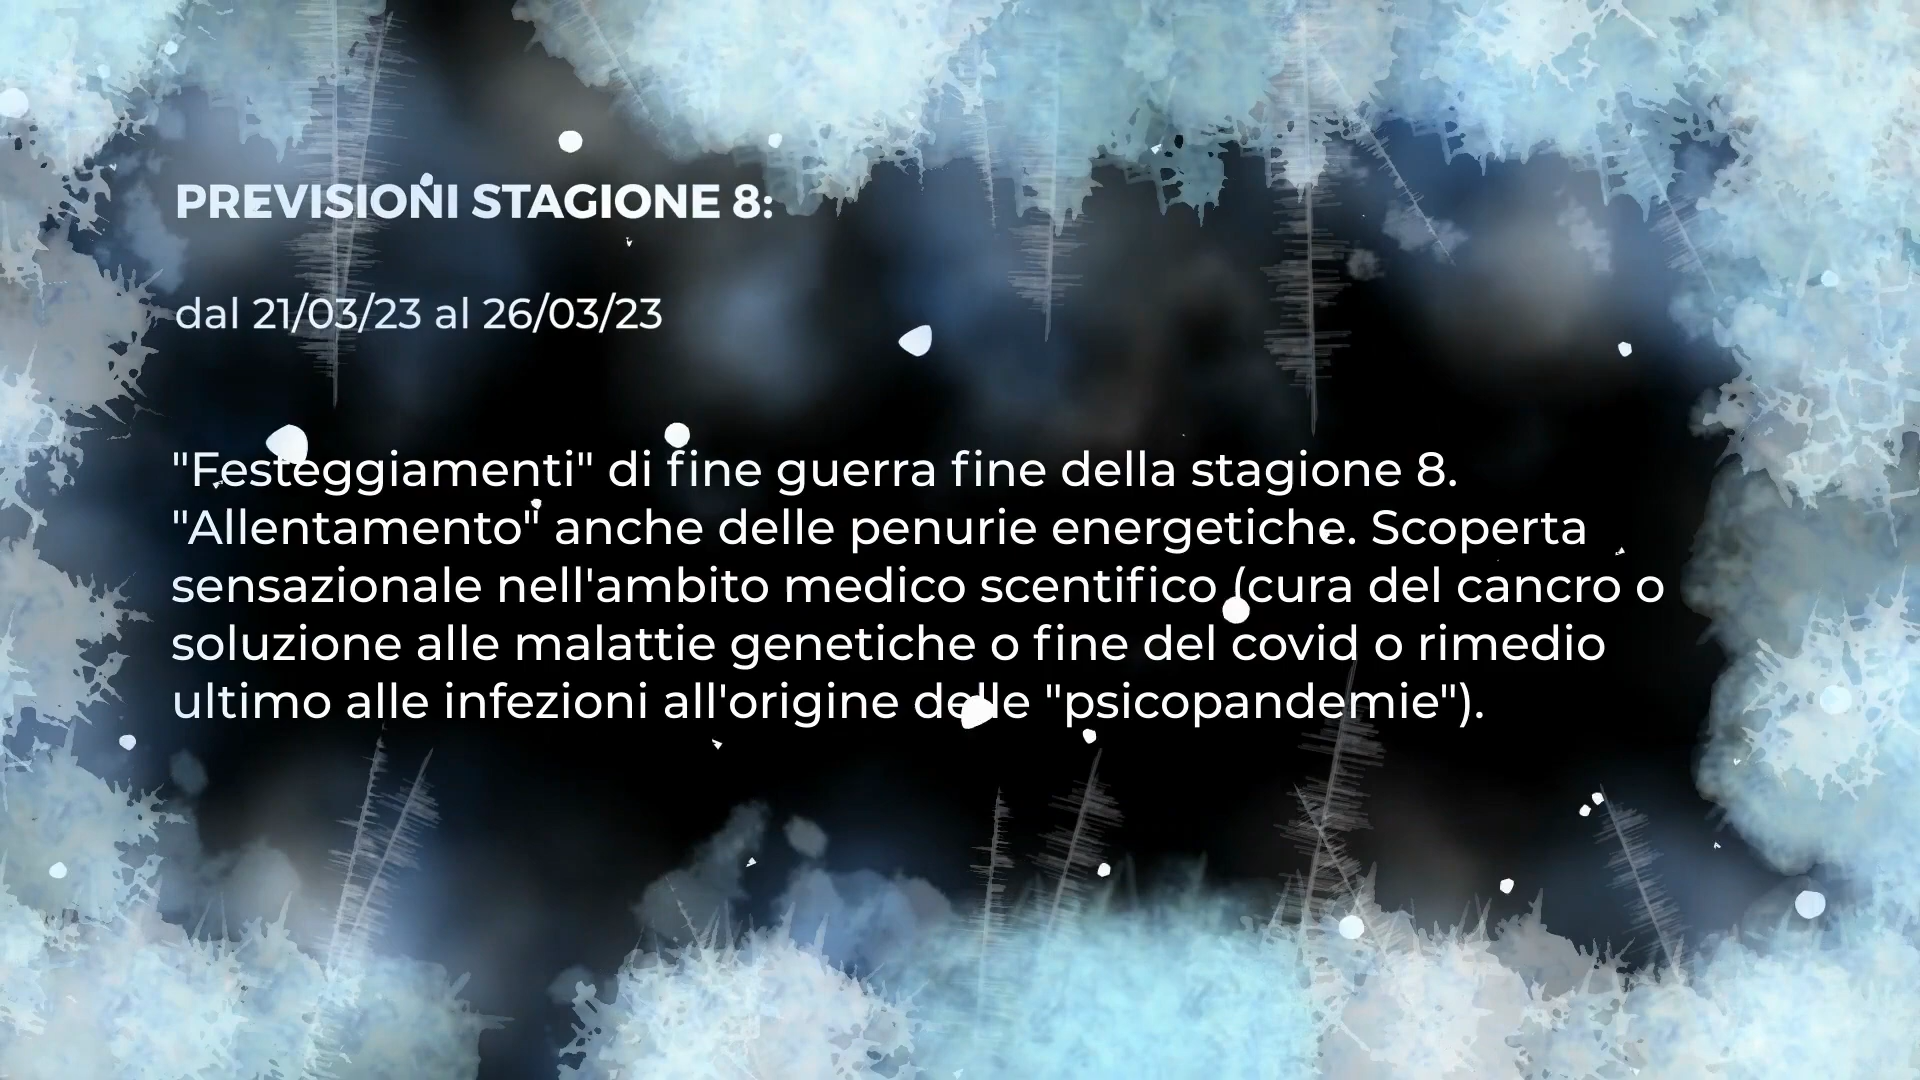 PREVISIONI STAGIONE 8:
dal 21/03/23 al 26/03/23
"Festeggiamenti" di fine guerra fine della stagione 8.
"Allentamento" anche delle penurie energetiche. Scoperta
sensazionale nell'ambito medico scentifico (cura del cancro o
soluzione alle malattie genetiche o fine del covid o rimedio
ultimo alle infezioni all'origine delle "psicopandemie").